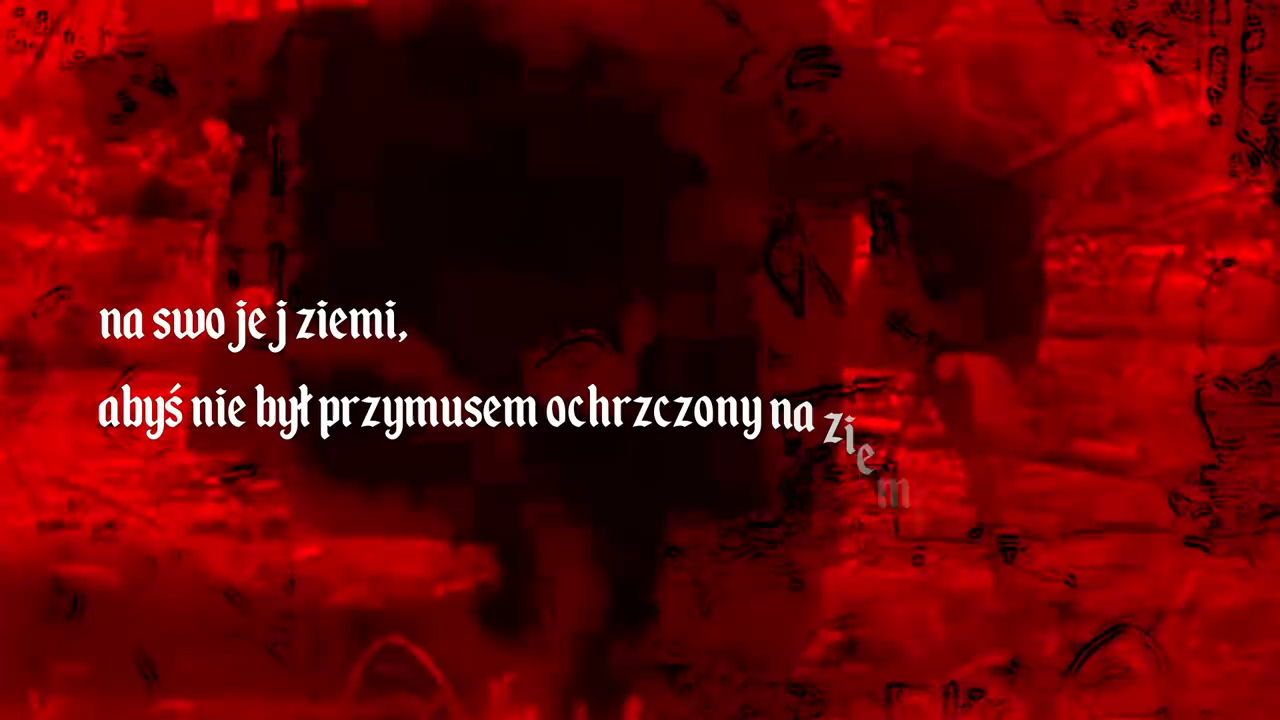 na swojej ziemi,
abyś nie był przymusem ochrzczony na ziem